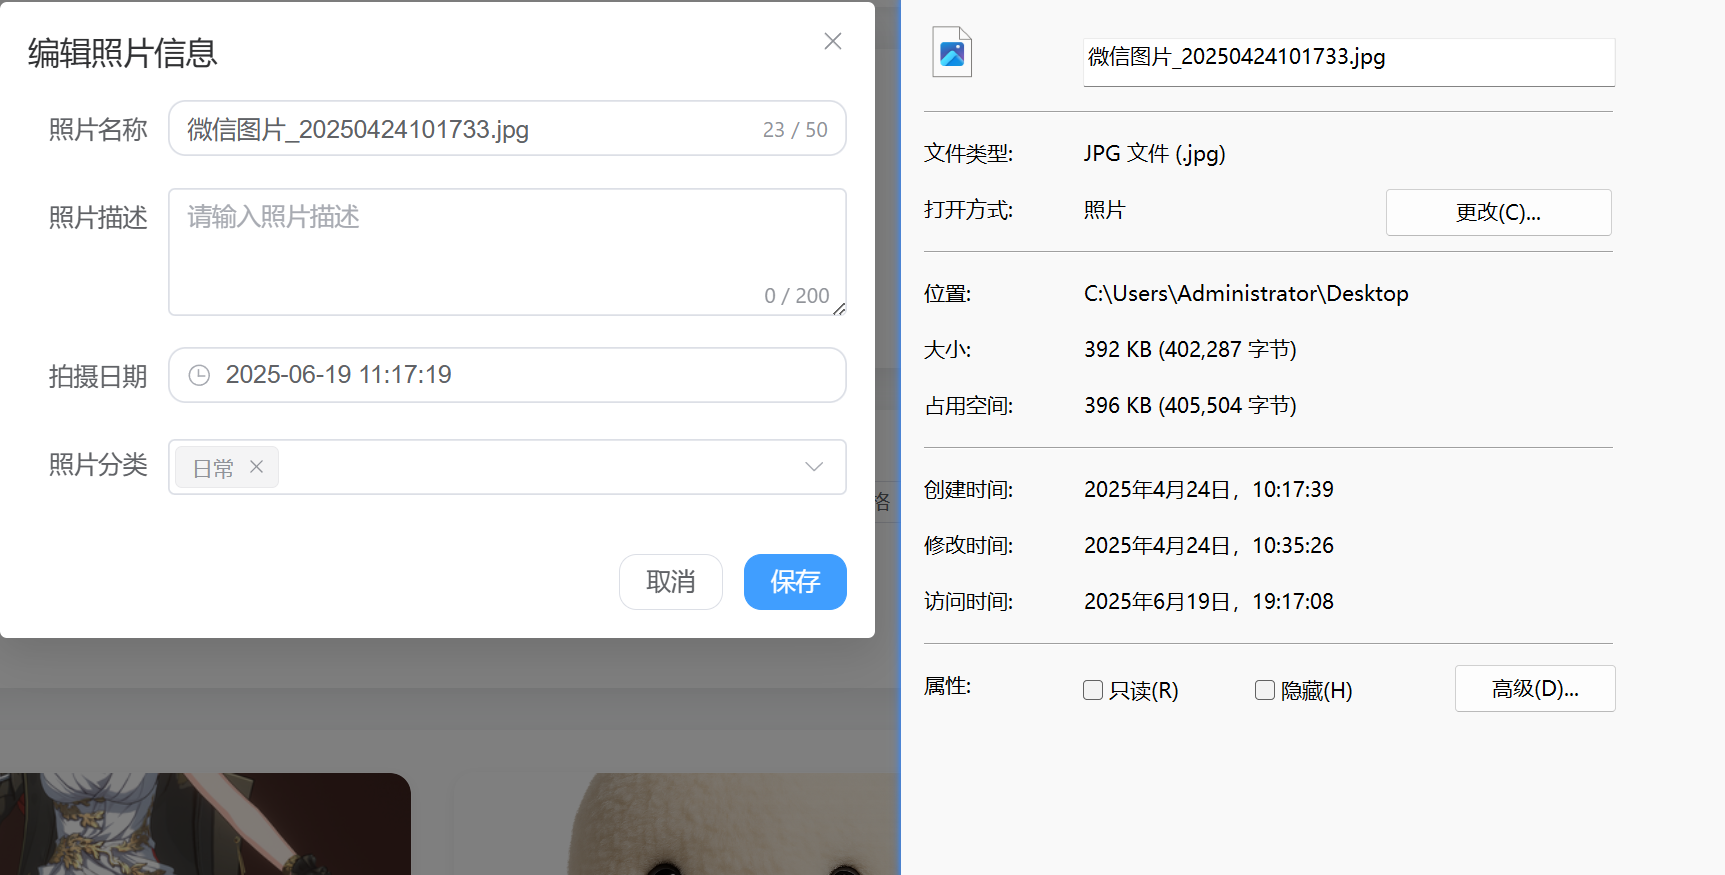 编辑照片信息
照片名称
微信图片_20250424101733.jpg
23 / 50
照片描述
请输入照片描述
0 / 200
拍摄日期
2025-06-19 11:17:19
照片分类
日常
取消
保存
格
微信图片_20250424101733.jpg
文件类型:
JPG 文件 (.jpg)
打开方式:
照片
更改(C)...
位置:
C:\Users\Administrator\Desktop
大小:
392 KB (402,287 字节)
占用空间:
396 KB (405,504 字节)
创建时间:
2025年4月24日，10:17:39
修改时间:
2025年4月24日，10:35:26
访问时间:
2025年6月19日，19:17:08
属性:
只读(R)
隐藏(H)
高级(D)...